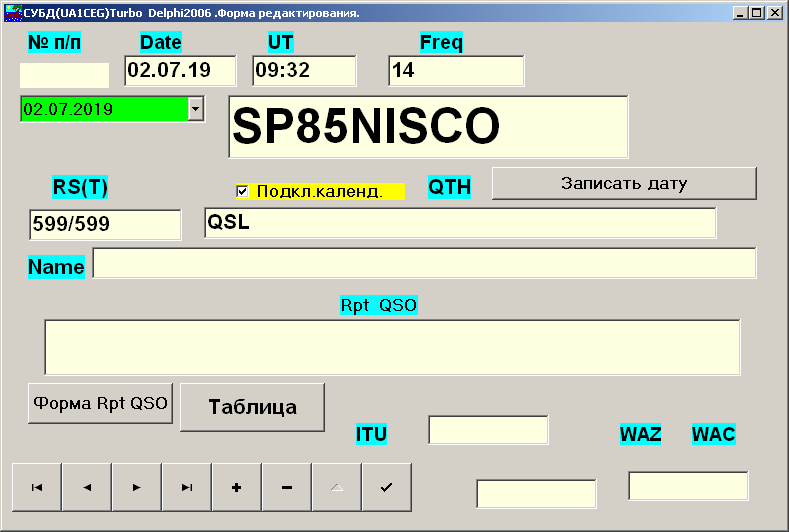 СУБД(UA1CEG)Turbo Delphi2006 .Форма редактирования.
№ п/п Date UT Freq
02.07.19 09:32 14
02.07.2019
SP85NISCO
RS(T) Подкл.календ. QTH Записать дату
599/599 QSL
Name
Rpt QSO
Форма Rpt QSO Таблица
ITU WAZ WAC